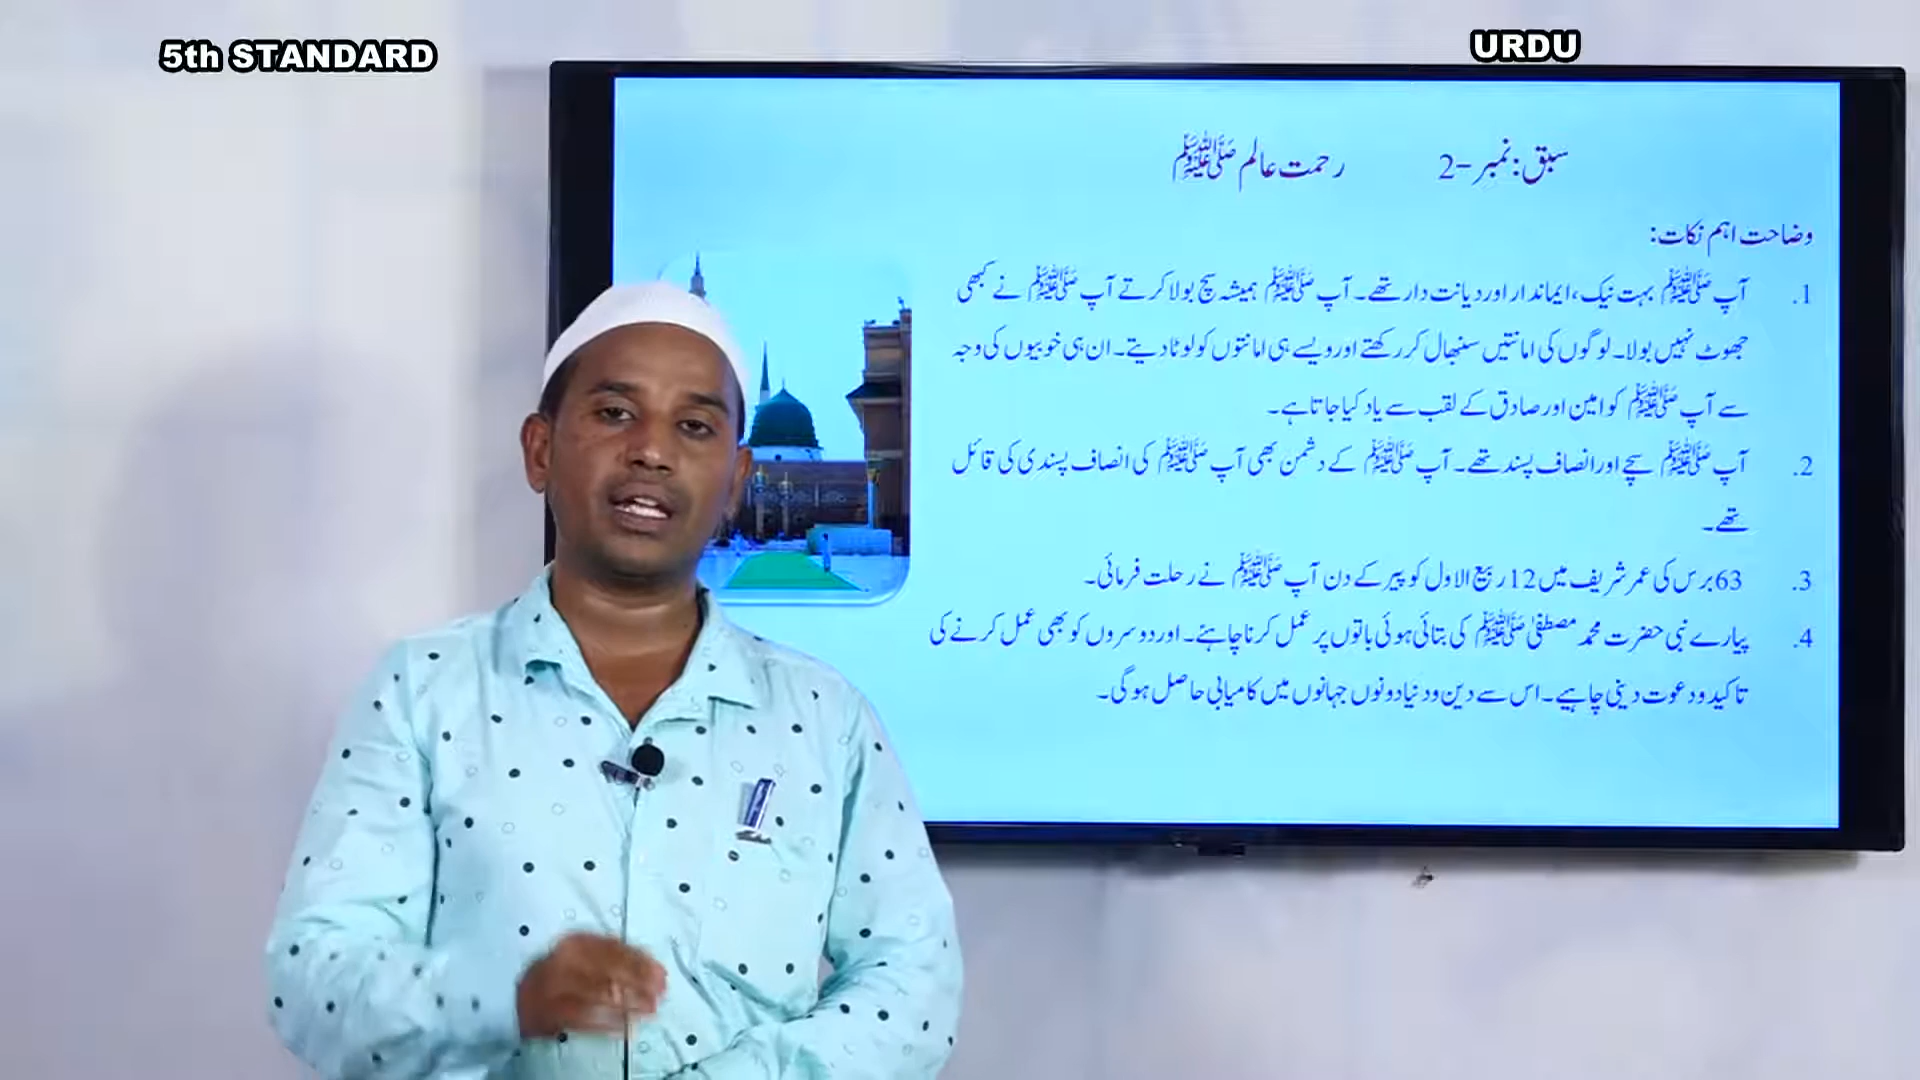 5th STANDARD
URDU
سبق:نمبر –2 رحمت عالم ﷺ
وضاحت اہم نکات:
1. آپ ﷺ بہت نیک، ایماندار اور دیانت دار تھے۔ آپ ﷺ ہمیشہ سچ بولا کرتے آپ ﷺ نے کبھی
جھوٹ نہیں بولا۔ لوگوں کی امانتیں سنبھال کر رکھتے اور ویسے ہی امانتوں کو لوٹا دیتے۔ ان ہی خوبیوں کی وجہ
سے آپ ﷺ کو امین اور صادق کے لقب سے یاد کیا جاتا ہے۔
2. آپ ﷺ سچے اور انصاف پسند تھے۔ آپ ﷺ کے دشمن بھی آپ ﷺ کی انصاف پسندی کی قائل
تھے۔
3. 63 برس کی عمر شریف میں 12 ربیع الاول کو پیر کے دن آپ ﷺ نے رحلت فرمائی۔
4. پیارے نبی حضرت محمد مصطفیٰ ﷺ کی بتائی ہوئی باتوں پر عمل کرنا چاہئے۔ اور دوسروں کو بھی عمل کرنے کی
تاکید و دعوت دینی چاہیے۔ اس سے دین و دنیا دونوں جہانوں میں کامیابی حاصل ہو گی۔